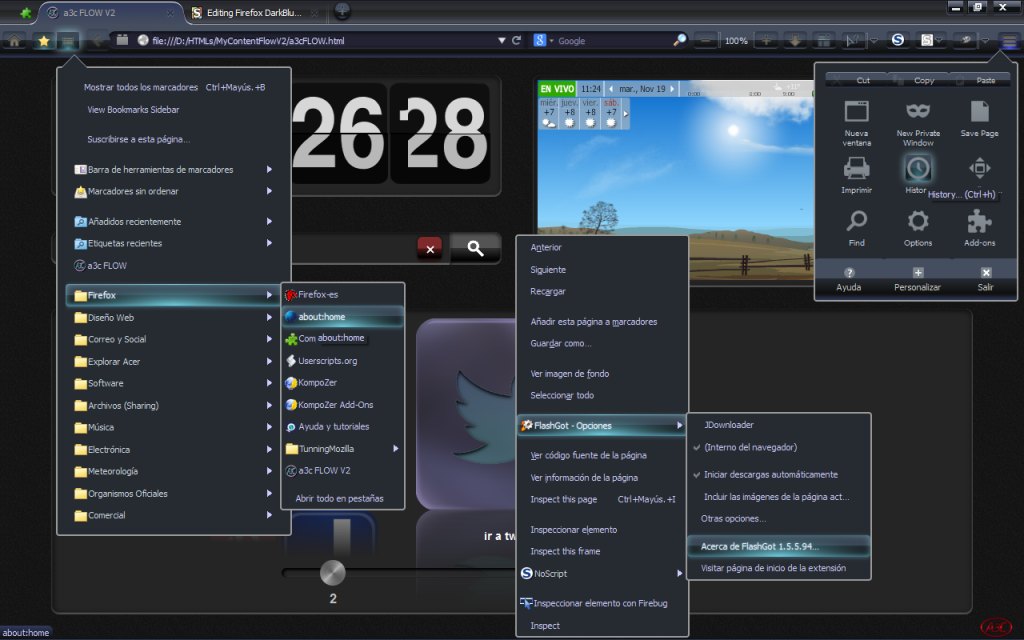 a3c FLOW V2
Editing Firefox DarkBlu...
file:///D:/HTMLs/MyContentFlowV2/a3cFLOW.html
Google
100%
Mostrar todos los marcadores Ctrl+Mayús.+B
View Bookmarks Sidebar
Suscribirse a esta página...
Barra de herramientas de marcadores
Marcadores sin ordenar
Añadidos recientemente
Etiquetas recientes
a3c FLOW
Firefox
Diseño Web
Correo y Social
Explorar Acer
Software
Archivos (Sharing)
Música
Electrónica
Meteorología
Organismos Oficiales
Comercial
Firefox-es
about:home
Com about:home
Userscripts.org
KompoZer
KompoZer Add-Ons
Ayuda y tutoriales
TunningMozilla
a3c FLOW V2
Abrir todo en pestañas
26 28
EN VIVO 11:24 mar., Nov 19
miér. juev. vier. sáb.
+7 +8 +8 +7
0:00 3:00 9:00
Anterior
Siguiente
Recargar
Añadir esta página a marcadores
Guardar como...
Ver imagen de fondo
Seleccionar todo
FlashGot - Opciones
Ver código fuente de la página
Ver información de la página
Inspect this page Ctrl+Mayús.+I
Inspeccionar elemento
Inspect this frame
NoScript
Inspeccionar elemento con Firebug
Inspect
JDownloader
(Interno del navegador)
Iniciar descargas automáticamente
Incluir las imágenes de la página act...
Otras opciones...
Acerca de FlashGot 1.5.5.94...
Visitar página de inicio de la extensión
Cut Copy Paste
Nueva ventana
New Private Window
Save Page
Imprimir
Histor
History... (Ctrl+h)
Find
Options
Add-ons
Ayuda
Personalizar
Salir
ir a tw
2
about:home
A3C